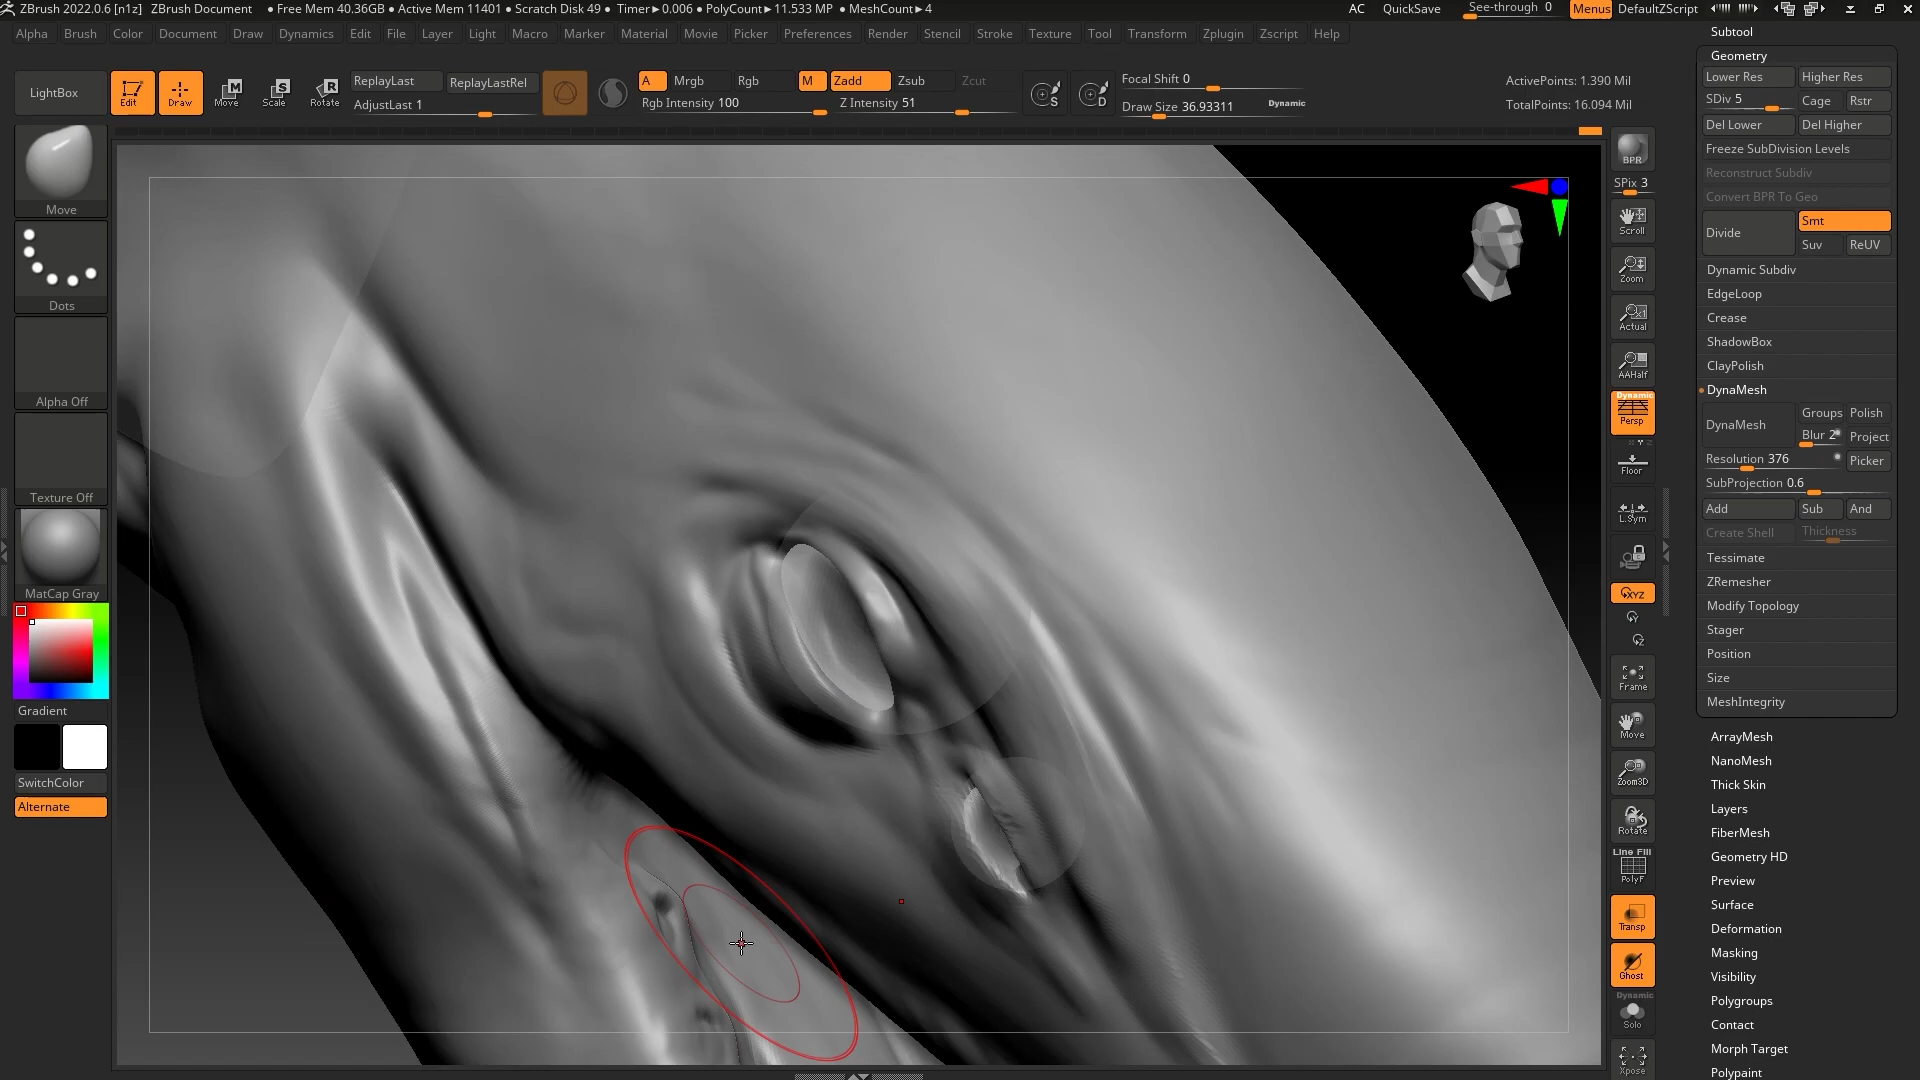 ZBrush 2022.0.6 [n1z] ZBrush Document ● Free Mem 40.36GB ● Active Mem 11401 ● Scratch Disk 49 ● Timer►0.006 ● PolyCount►11.533 MP ● MeshCount►4 AC QuickSave See-through 0 Menus DefaultZScript
Alpha Brush Color Document Draw Dynamics Edit File Layer Light Macro Marker Material Movie Picker Preferences Render Stencil Stroke Texture Tool Transform Zplugin Zscript Help
LightBox
Edit
Draw
Move
Scale
Rotate
ReplayLast ReplayLastRel
AdjustLast 1
A Mrgb Rgb M Zadd Zsub Zcut
Rgb Intensity 100 Z Intensity 51
S
D
Focal Shift 0
Draw Size 36.93311 Dynamic
ActivePoints: 1.390 Mil
TotalPoints: 16.094 Mil
Move
Dots
Alpha Off
Texture Off
MatCap Gray
Gradient
SwitchColor
Alternate
BPR
SPix 3
Scroll
Zoom
Actual
AAHalf
Dynamic
Persp
Floor
L.Sym
XYZ
Y
Z
Frame
Move
Zoom3D
Rotate
Line Fill
PolyF
Transp
Ghost
Dynamic
Solo
Xpose
Subtool
Geometry
Lower Res Higher Res
SDiv 5 Cage Rstr
Del Lower Del Higher
Freeze SubDivision Levels
Reconstruct Subdiv
Convert BPR To Geo
Divide Smt
Suv ReUV
Dynamic Subdiv
EdgeLoop
Crease
ShadowBox
ClayPolish
DynaMesh
DynaMesh Groups Polish
Blur 2 Project
Resolution 376 Picker
SubProjection 0.6
Add Sub And
Create Shell Thickness
Tessimate
ZRemesher
Modify Topology
Stager
Position
Size
MeshIntegrity
ArrayMesh
NanoMesh
Thick Skin
Layers
FiberMesh
Geometry HD
Preview
Surface
Deformation
Masking
Visibility
Polygroups
Contact
Morph Target
Polypaint